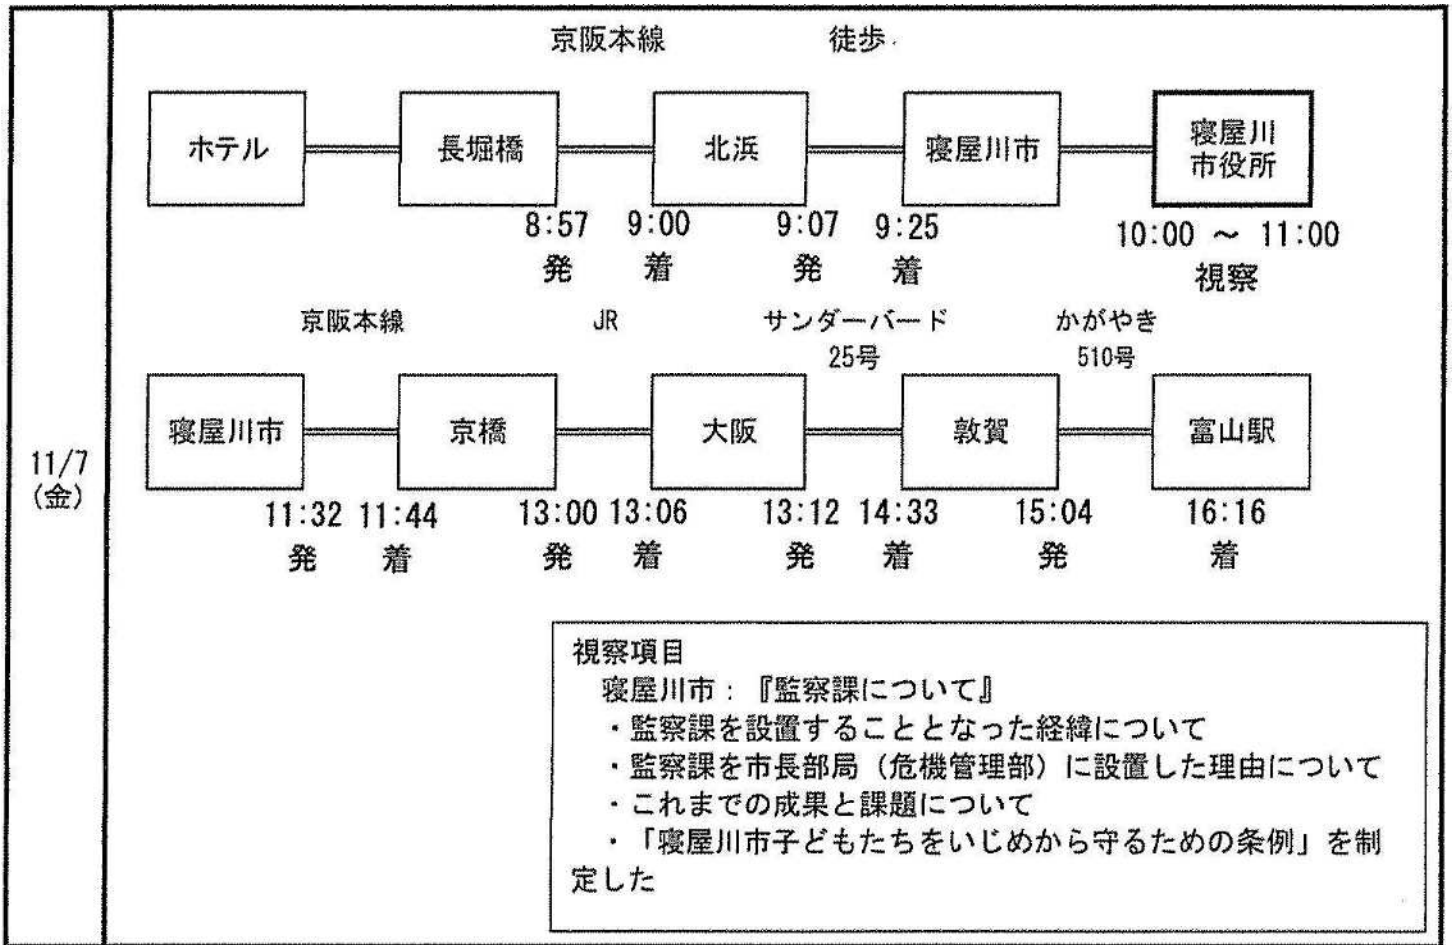 11/7
(金)
京阪本線 徒歩
ホテル 長堀橋 北浜 寝屋川市 寝屋川
市役所
8:57 9:00 9:07 9:25 10:00 ~ 11:00
発 着 発 着 視察
京阪本線 JR サンダーバード かがやき
25号 510号
寝屋川市 京橋 大阪 敦賀 富山駅
11:32 11:44 13:00 13:06 13:12 14:33 15:04 16:16
発 着 発 着 発 着 発 着
視察項目
寝屋川市:『監察課について』
・監察課を設置することとなった経緯について
・監察課を市長部局(危機管理部)に設置した理由について
・これまでの成果と課題について
・「寝屋川市子どもたちをいじめから守るための条例」を制
定した